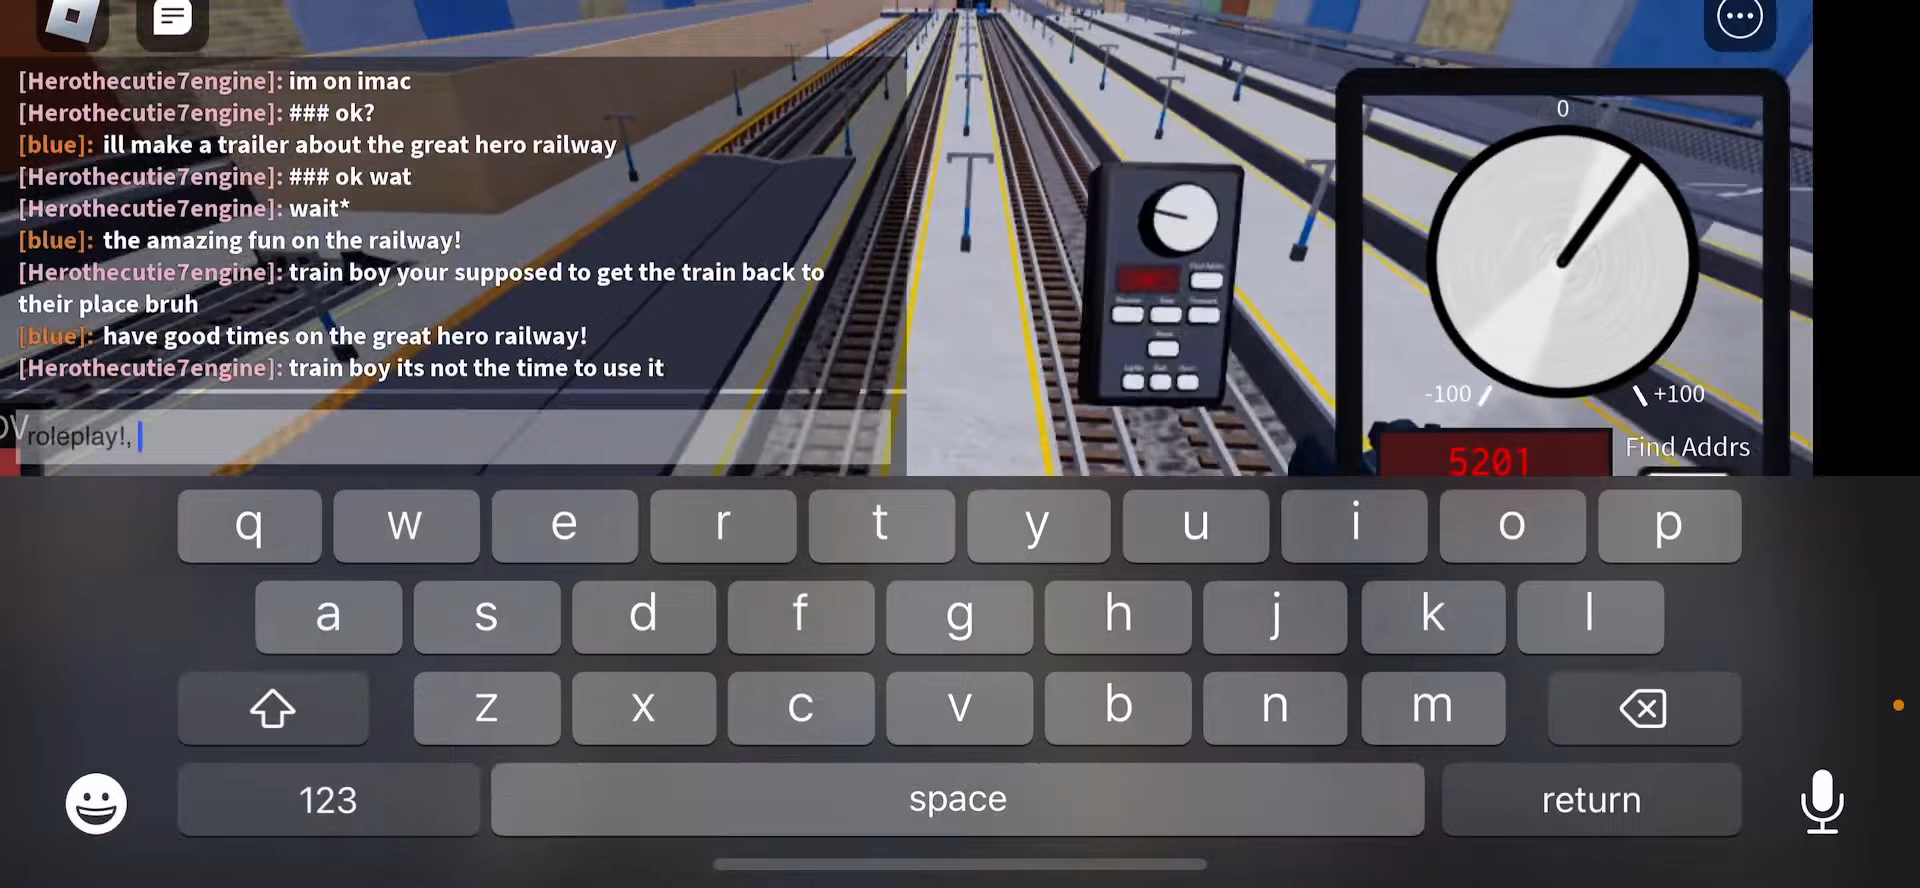 [Herothecutie7engine]: im on imac
[Herothecutie7engine]: ### ok?
[blue]: ill make a trailer about the great hero railway
[Herothecutie7engine]: ### ok wat
[Herothecutie7engine]: wait*
[blue]: the amazing fun on the railway!
[Herothecutie7engine]: train boy your supposed to get the train back to
their place bruh
[blue]: have good times on the great hero railway!
[Herothecutie7engine]: train boy its not the time to use it
roleplay!,
0
-100
+100
Find Addrs
5201
q w e r t y u i o p
a s d f g h j k l
z x c v b n m
123 space return